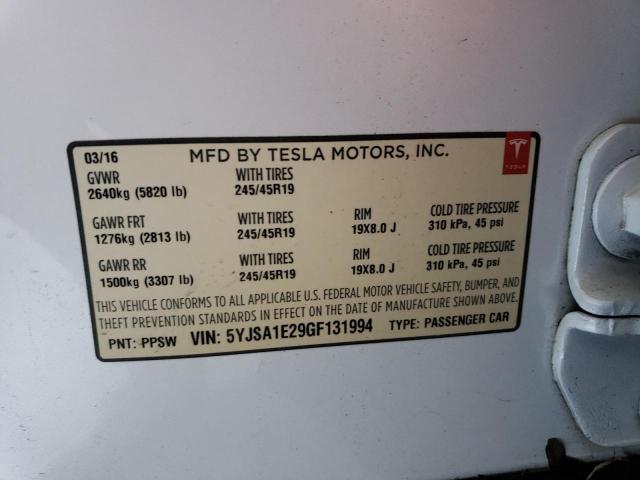 03/16 MFD BY TESLA MOTORS, INC.
TESLA
GVWR WITH TIRES
2640kg (5820 lb) 245/45R19
GAWR FRT WITH TIRES RIM COLD TIRE PRESSURE
1276kg (2813 lb) 245/45R19 19X8.0 J 310 kPa, 45 psi
GAWR RR WITH TIRES RIM COLD TIRE PRESSURE
1500kg (3307 lb) 245/45R19 19X8.0 J 310 kPa, 45 psi
THIS VEHICLE CONFORMS TO ALL APPLICABLE U.S. FEDERAL MOTOR VEHICLE SAFETY, BUMPER, AND
THEFT PREVENTION STANDARDS IN EFFECT ON DATE OF MANUFACTURE SHOWN ABOVE.
PNT: PPSW VIN: 5YJSA1E29GF131994 TYPE: PASSENGER CAR